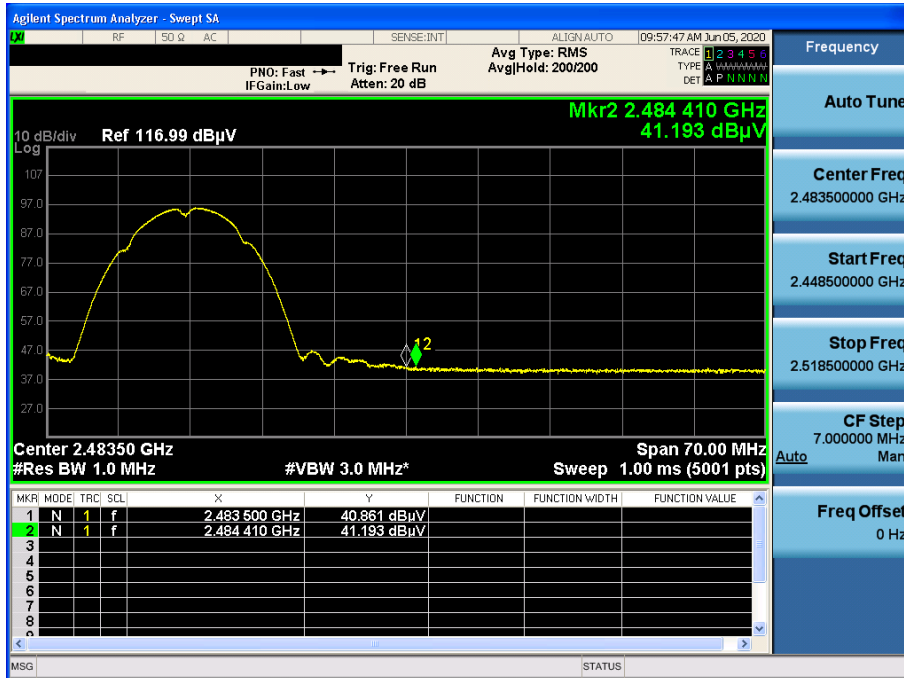 Agilent Spectrum Analyzer - Swept SA
LXI RF 50 Ω AC SENSE:INT ALIGNAUTO 09:57:47 AM Jun 05, 2020
PNO: Fast Trig: Free Run Avg Type: RMS TRACE 1 2 3 4 5 6
IFGain:Low Atten: 20 dB Avg|Hold: 200/200 TYPE A WWWWW
DET A P N N N N
Mkr2 2.484 410 GHz
41.193 dBµV
10 dB/div Ref 116.99 dBµV
Log
107
97.0
87.0
77.0
67.0
57.0
47.0
37.0
27.0
12
Center 2.48350 GHz Span 70.00 MHz
#Res BW 1.0 MHz #VBW 3.0 MHz* Sweep 1.00 ms (5001 pts)
MKR MODE TRC SCL X Y FUNCTION FUNCTION WIDTH FUNCTION VALUE
1 N 1 f 2.483 500 GHz 40.861 dBµV
2 N 1 f 2.484 410 GHz 41.193 dBµV
3
4
5
6
7
8
MSG STATUS
Frequency
Auto Tune
Center Freq
2.483500000 GHz
Start Freq
2.448500000 GHz
Stop Freq
2.518500000 GHz
CF Step
7.000000 MHz
Auto Man
Freq Offset
0 Hz